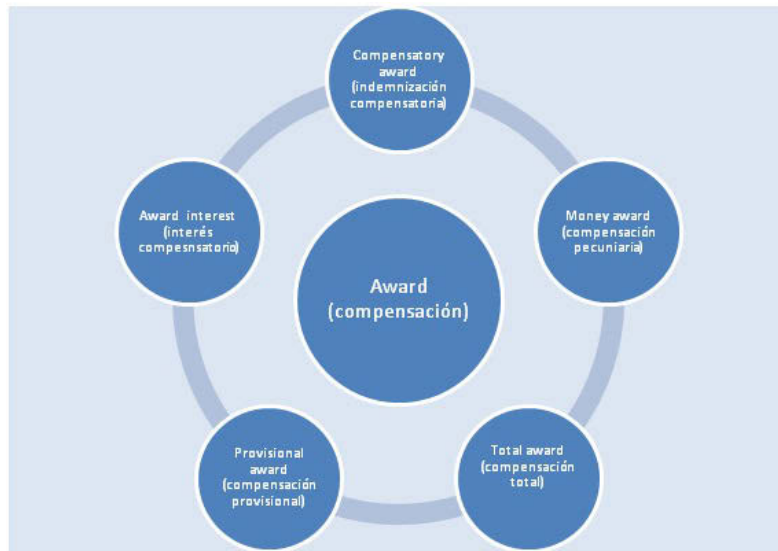 Compensatory
award
(indemnización
compensatoria)
Award interest
(interés
compesnsatorio)
Money award
(compensación
pecuniaria)
Award
(compensación)
Provisional
award
(compensación
provisional)
Total award
(compensación
total)